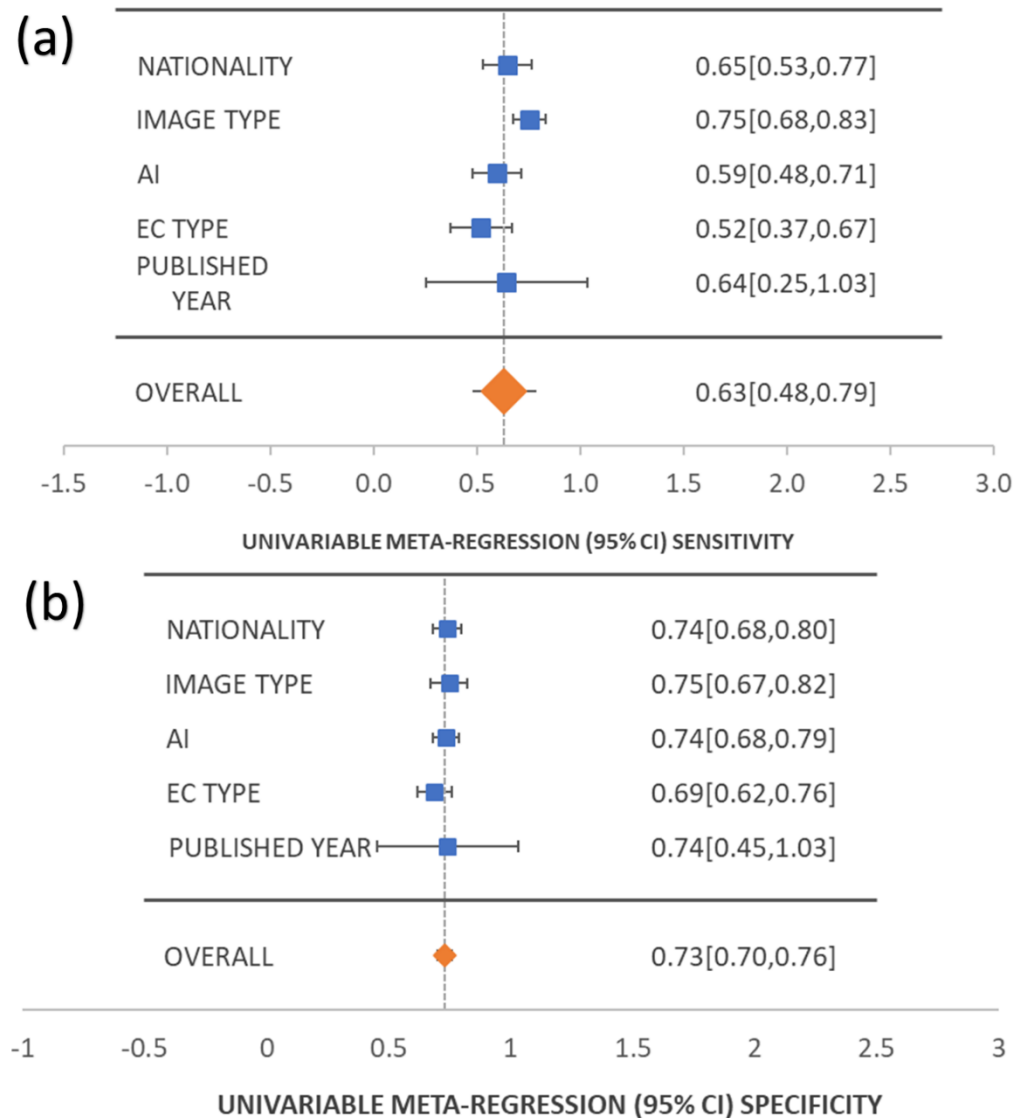 (a)
NATIONALITY 0.65[0.53,0.77]
IMAGE TYPE 0.75[0.68,0.83]
AI 0.59[0.48,0.71]
EC TYPE 0.52[0.37,0.67]
PUBLISHED
YEAR 0.64[0.25,1.03]
OVERALL 0.63[0.48,0.79]
-1.5 -1.0 -0.5 0.0 0.5 1.0 1.5 2.0 2.5 3.0
UNIVARIABLE META-REGRESSION (95% CI) SENSITIVITY
(b)
NATIONALITY 0.74[0.68,0.80]
IMAGE TYPE 0.75[0.67,0.82]
AI 0.74[0.68,0.79]
EC TYPE 0.69[0.62,0.76]
PUBLISHED YEAR 0.74[0.45,1.03]
OVERALL 0.73[0.70,0.76]
-1 -0.5 0 0.5 1 1.5 2 2.5 3
UNIVARIABLE META-REGRESSION (95% CI) SPECIFICITY